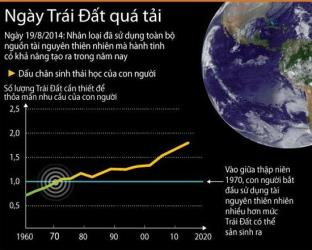 Ngày Trái Đất quá tải
Ngày 19/8/2014: Nhân loại đã sử dụng toàn bộ
nguồn tài nguyên thiên nhiên mà hành tinh
có khả năng tạo ra trong năm nay
Dấu chân sinh thái học của con người
Số lượng Trái Đất cần thiết để
thỏa mãn nhu cầu của con người
2,5
2,0
1,5
1,0
0,5
1960
70
80
90
2000
10
2020
Vào giữa thập niên
1970, con người bắt
đầu sử dụng tài
nguyên thiên nhiên
nhiều hơn mức
Trái Đất có thể
sản sinh ra